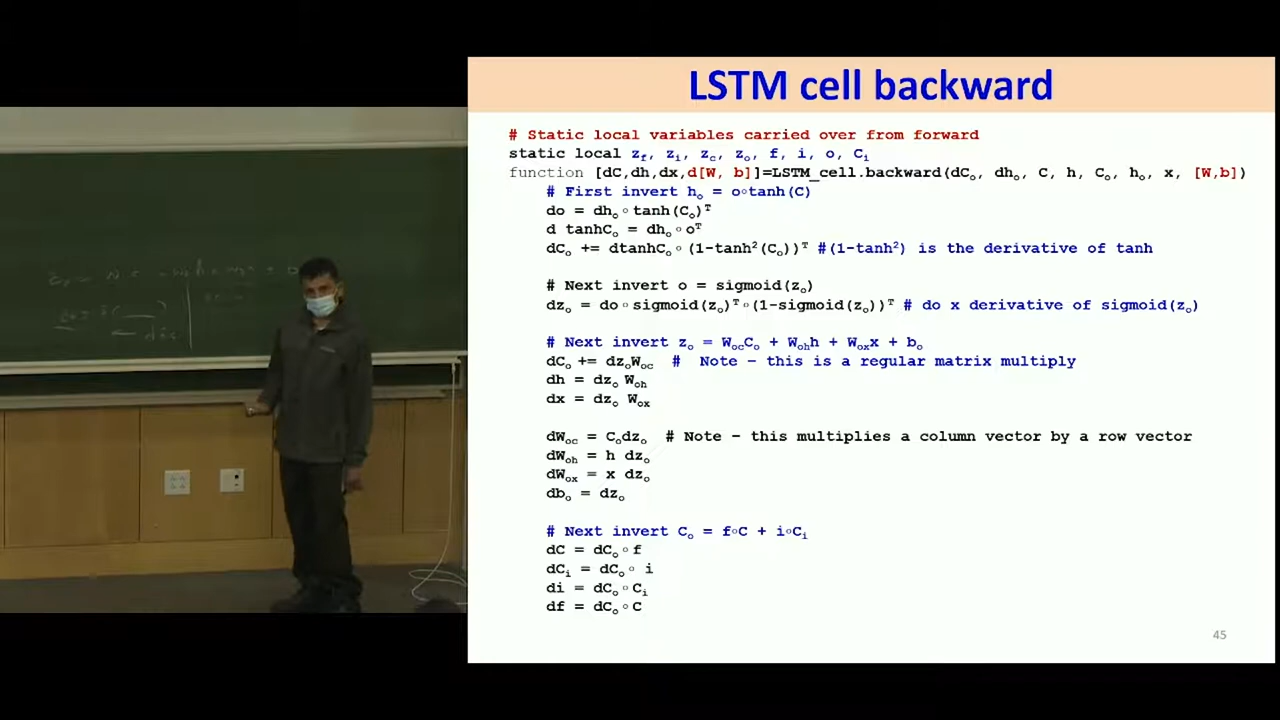 LSTM cell backward
# Static local variables carried over from forward
static local zf, zi, zc, zo, f, i, o, Ci
function [dC,dh,dx,d[W, b]]=LSTM_cell.backward(dCo, dho, C, h, Co, ho, x, [W,b])
# First invert ho = o∘tanh(C)
do = dho∘tanh(Co)ᵀ
d tanhCo = dho∘oᵀ
dCo += dtanhCo∘(1-tanh²(Co))ᵀ #(1-tanh²) is the derivative of tanh
# Next invert o = sigmoid(zo)
dzo = do∘sigmoid(zo)ᵀ∘(1-sigmoid(zo))ᵀ # do x derivative of sigmoid(zo)
# Next invert zo = WocCo + Wohh + Woxx + bo
dCo += dzoWoc # Note – this is a regular matrix multiply
dh = dzo Woh
dx = dzo Wox
dWoc = Codzo # Note – this multiplies a column vector by a row vector
dWoh = h dzo
dWox = x dzo
dbo = dzo
# Next invert Co = f∘C + i∘Ci
dC = dCo∘f
dCi = dCo∘ i
di = dCo∘Ci
df = dCo∘C
45